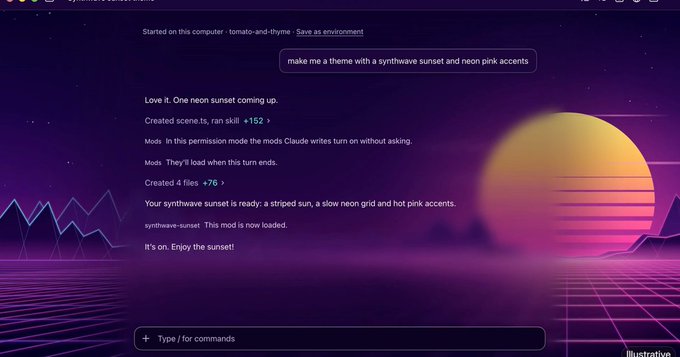 Synthwave sunset theme
Started on this computer · tomato-and-thyme · Save as environment
make me a theme with a synthwave sunset and neon pink accents
Love it. One neon sunset coming up.
Created scene.ts, ran skill +152 >
Mods In this permission mode the mods Claude writes turn on without asking.
Mods They'll load when this turn ends.
Created 4 files +76 >
Your synthwave sunset is ready: a striped sun, a slow neon grid and hot pink accents.
synthwave-sunset This mod is now loaded.
It's on. Enjoy the sunset!
+ Type / for commands
Illustrative